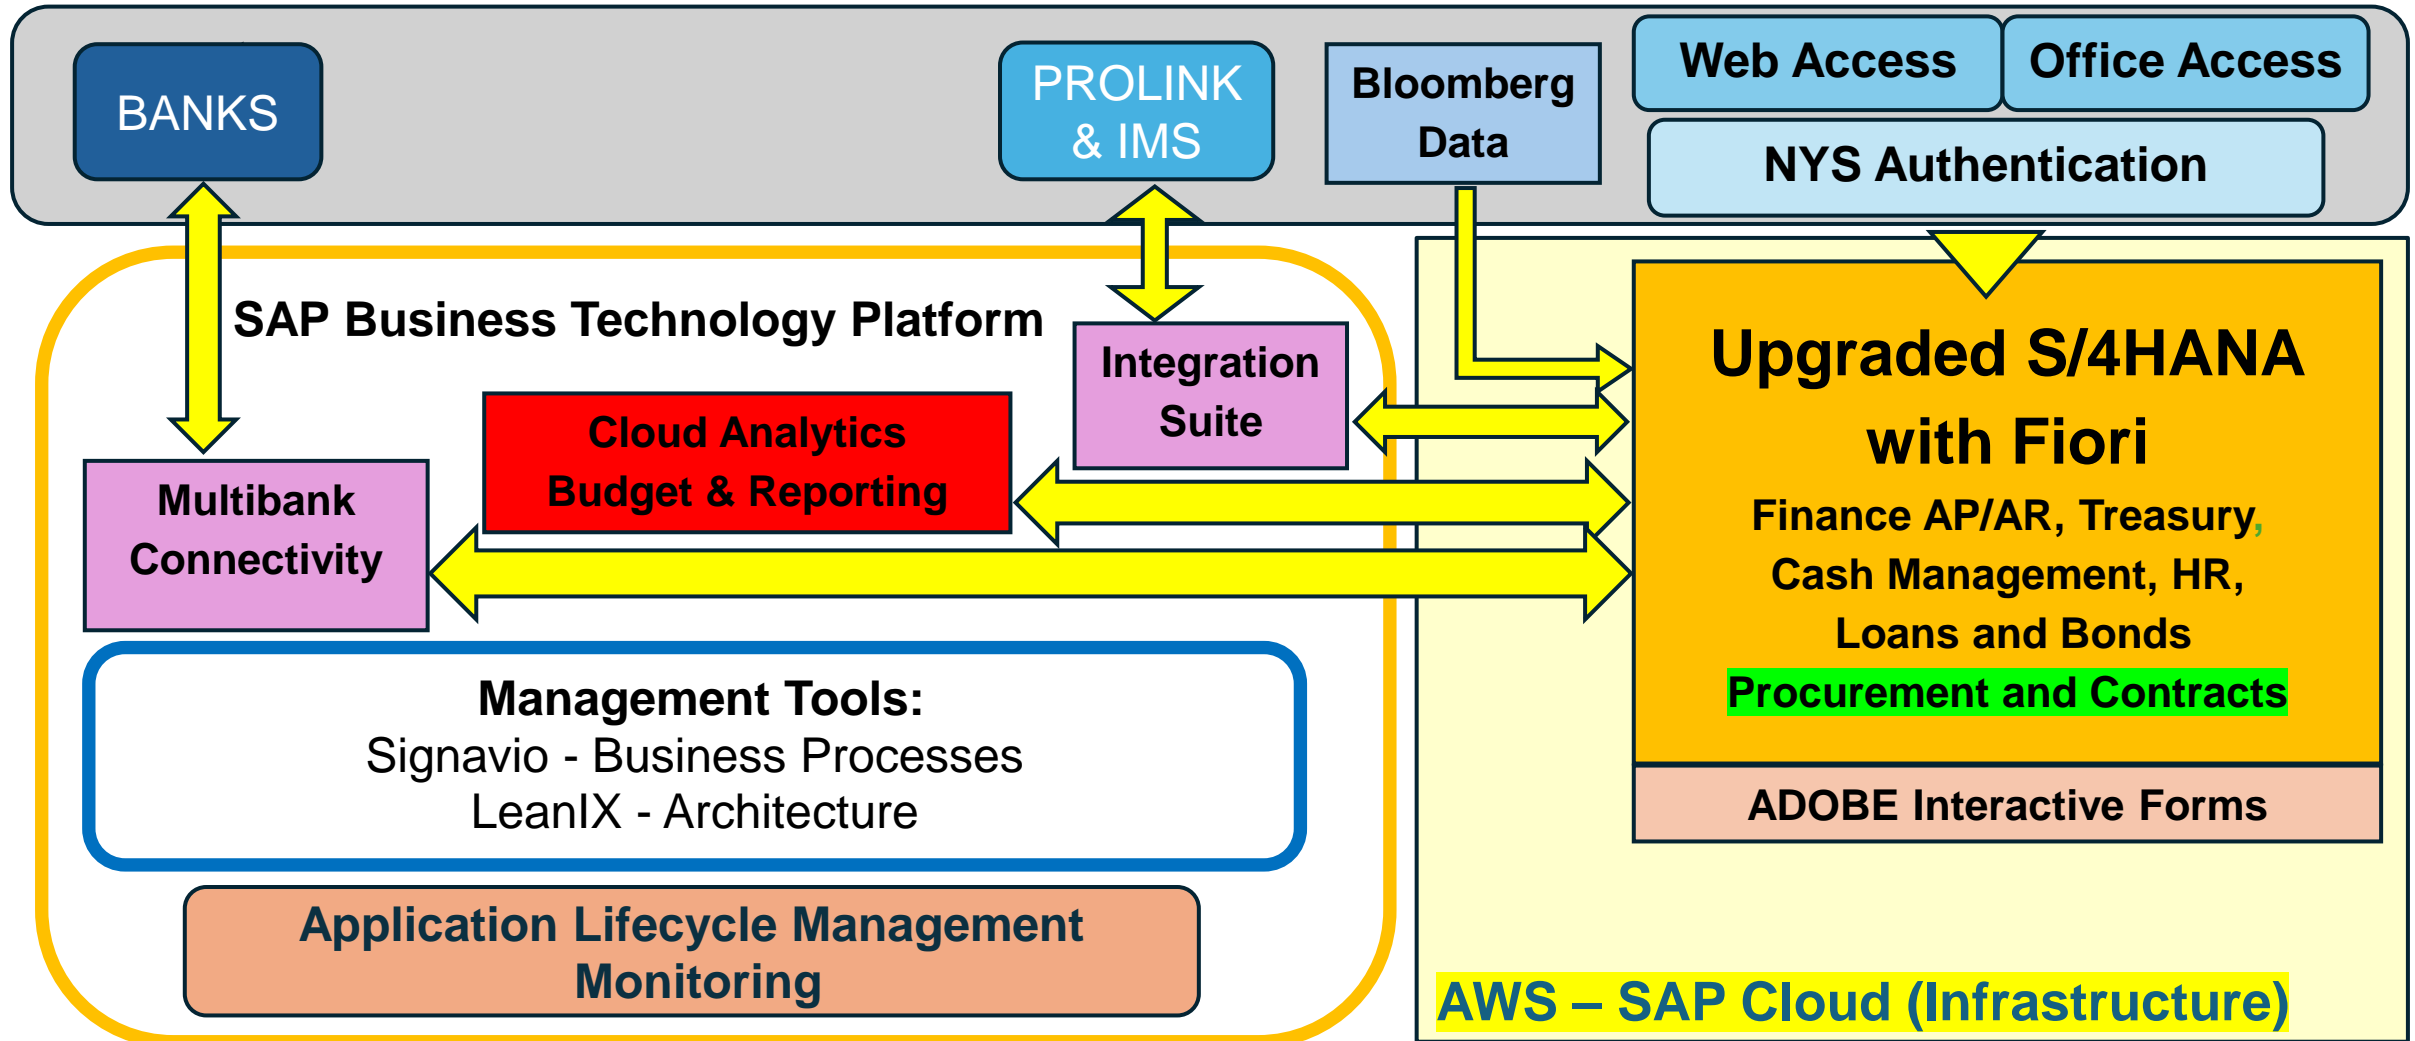 BANKS
PROLINK
& IMS
Bloomberg
Data
Web Access
Office Access
NYS Authentication
SAP Business Technology Platform
Integration
Suite
Cloud Analytics
Budget & Reporting
Multibank
Connectivity
Management Tools:
Signavio - Business Processes
LeanIX - Architecture
Application Lifecycle Management
Monitoring
Upgraded S/4HANA
with Fiori
Finance AP/AR, Treasury,
Cash Management, HR,
Loans and Bonds
Procurement and Contracts
ADOBE Interactive Forms
AWS – SAP Cloud (Infrastructure)